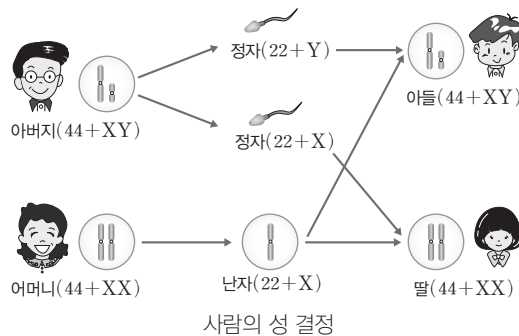 정자(22+Y)
아버지(44+XY)
아들(44+XY)
정자(22+X)
어머니(44+XX)
난자(22+X)
딸(44+XX)
사람의 성 결정